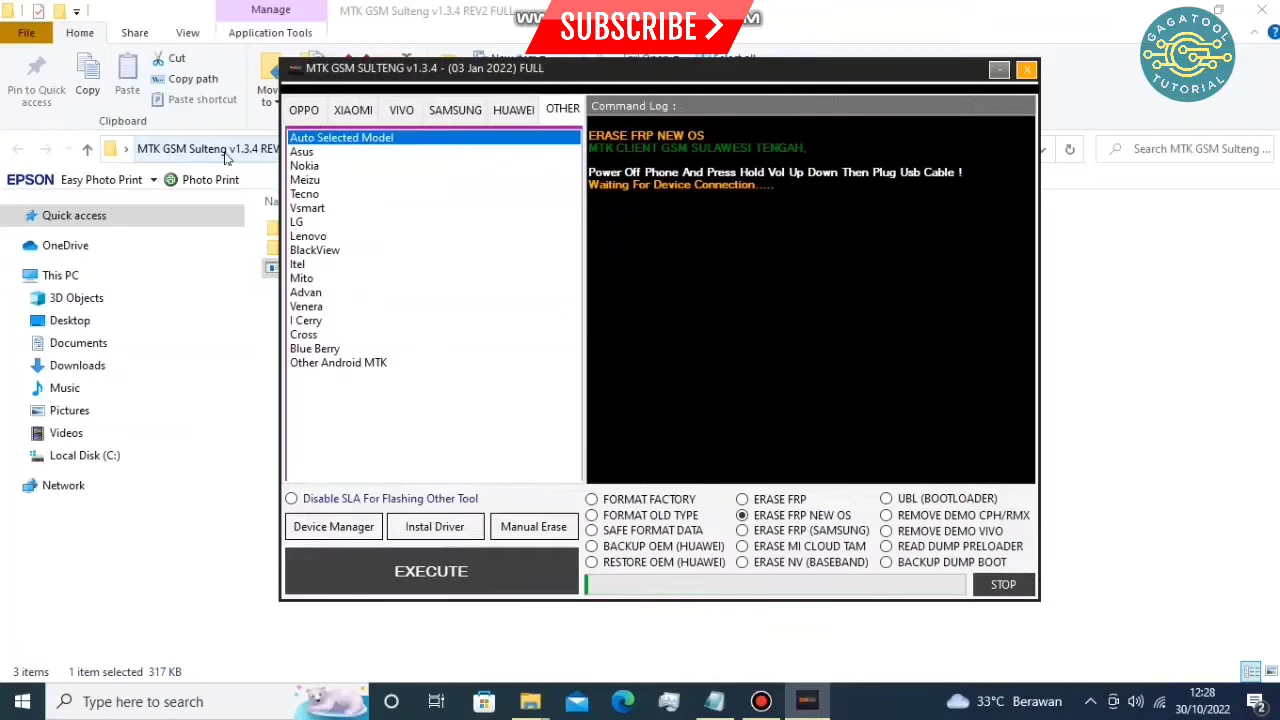 Manage
MTK GSM Sulteng v1.3.4 REV2 FULL
SUBSCRIBE
File
Home
Share
View
Application Tools
Pin to Quick access
Copy
Paste
Cut
Copy path
Paste shortcut
Clipboard
MTK GSM Sulteng v1.3.4 REV
Search MTK GSM Sulteng ...
EPSON Easy Photo Print
Photo Print
GAGATOOL
TUTORIAL
Quick access
OneDrive
This PC
3D Objects
Desktop
Documents
Downloads
Music
Pictures
Videos
Local Disk (C:)
Network
MTK GSM SULTENG v1.3.4 - (03 Jan 2022) FULL
- X
OPPO XIAOMI VIVO SAMSUNG HUAWEI OTHER
Auto Selected Model
Asus
Nokia
Meizu
Tecno
Vsmart
LG
Lenovo
BlackView
Itel
Mito
Advan
Venera
I Cerry
Cross
Blue Berry
Other Android MTK
Command Log :
ERASE FRP NEW OS
MTK CLIENT GSM SULAWESI TENGAH,
Power Off Phone And Press Hold Vol Up Down Then Plug Usb Cable !
Waiting For Device Connection.....
Disable SLA For Flashing Other Tool
Device Manager Instal Driver Manual Erase
EXECUTE
FORMAT FACTORY ERASE FRP UBL (BOOTLOADER)
FORMAT OLD TYPE ERASE FRP NEW OS REMOVE DEMO CPH/RMX
SAFE FORMAT DATA ERASE FRP (SAMSUNG) REMOVE DEMO VIVO
BACKUP OEM (HUAWEI) ERASE MI CLOUD TAM READ DUMP PRELOADER
RESTORE OEM (HUAWEI) ERASE NV (BASEBAND) BACKUP DUMP BOOT
STOP
3 items 1 item selected 317 KB
Type here to search
33°C Berawan
12:28
30/10/2022
2